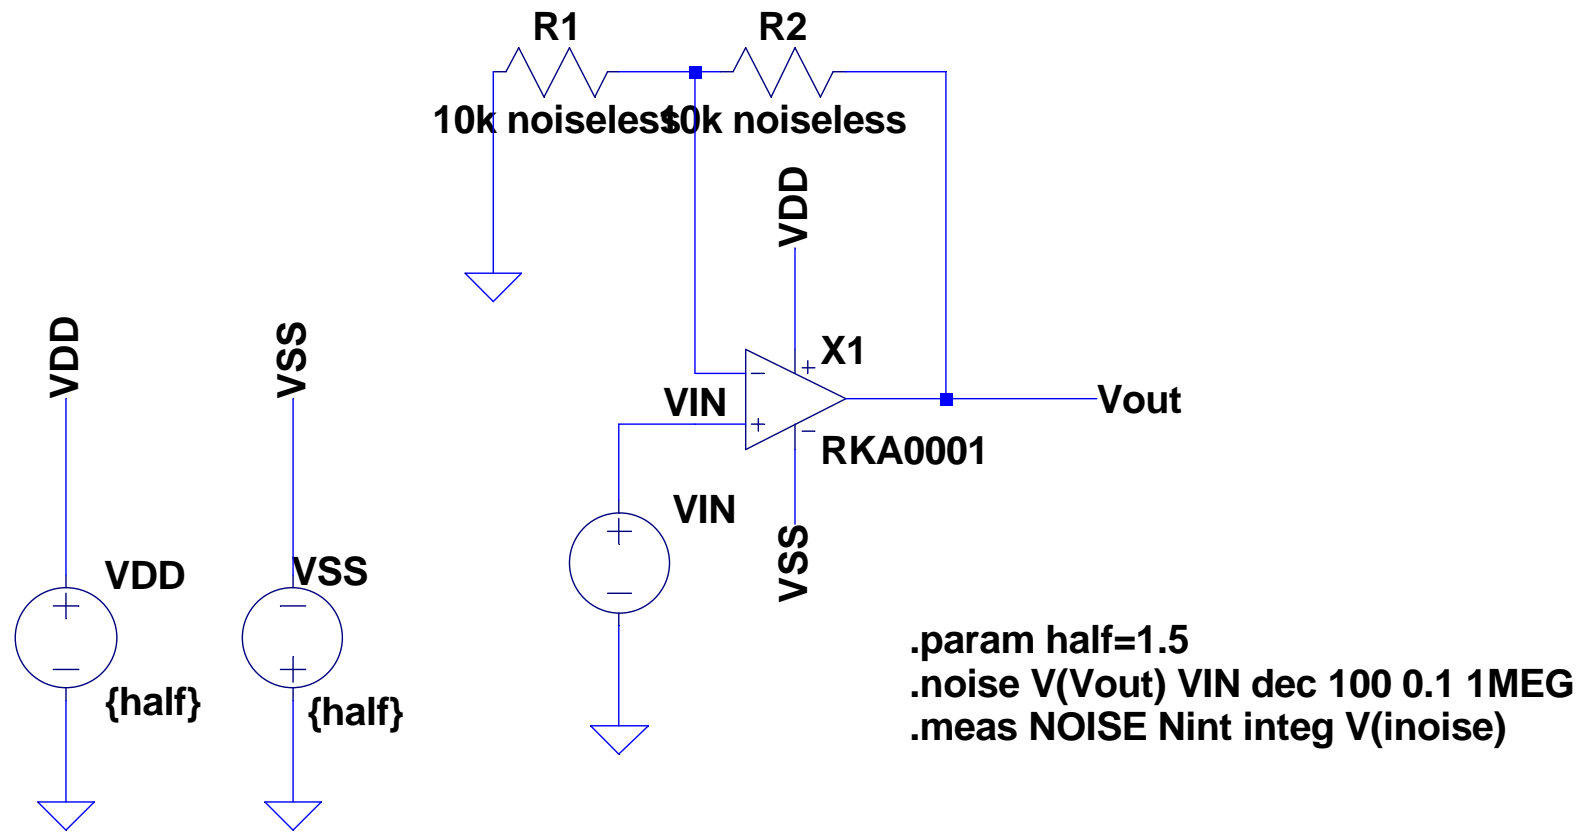 R1
R2
10k noiseless
10k noiseless
VDD
VDD
VSS
+
X1
−
VIN
Vout
+
−
RKA0001
VIN
+
−
VSS
VDD
+
−
{half}
VSS
−
+
{half}
.param half=1.5
.noise V(Vout) VIN dec 100 0.1 1MEG
.meas NOISE Nint integ V(inoise)